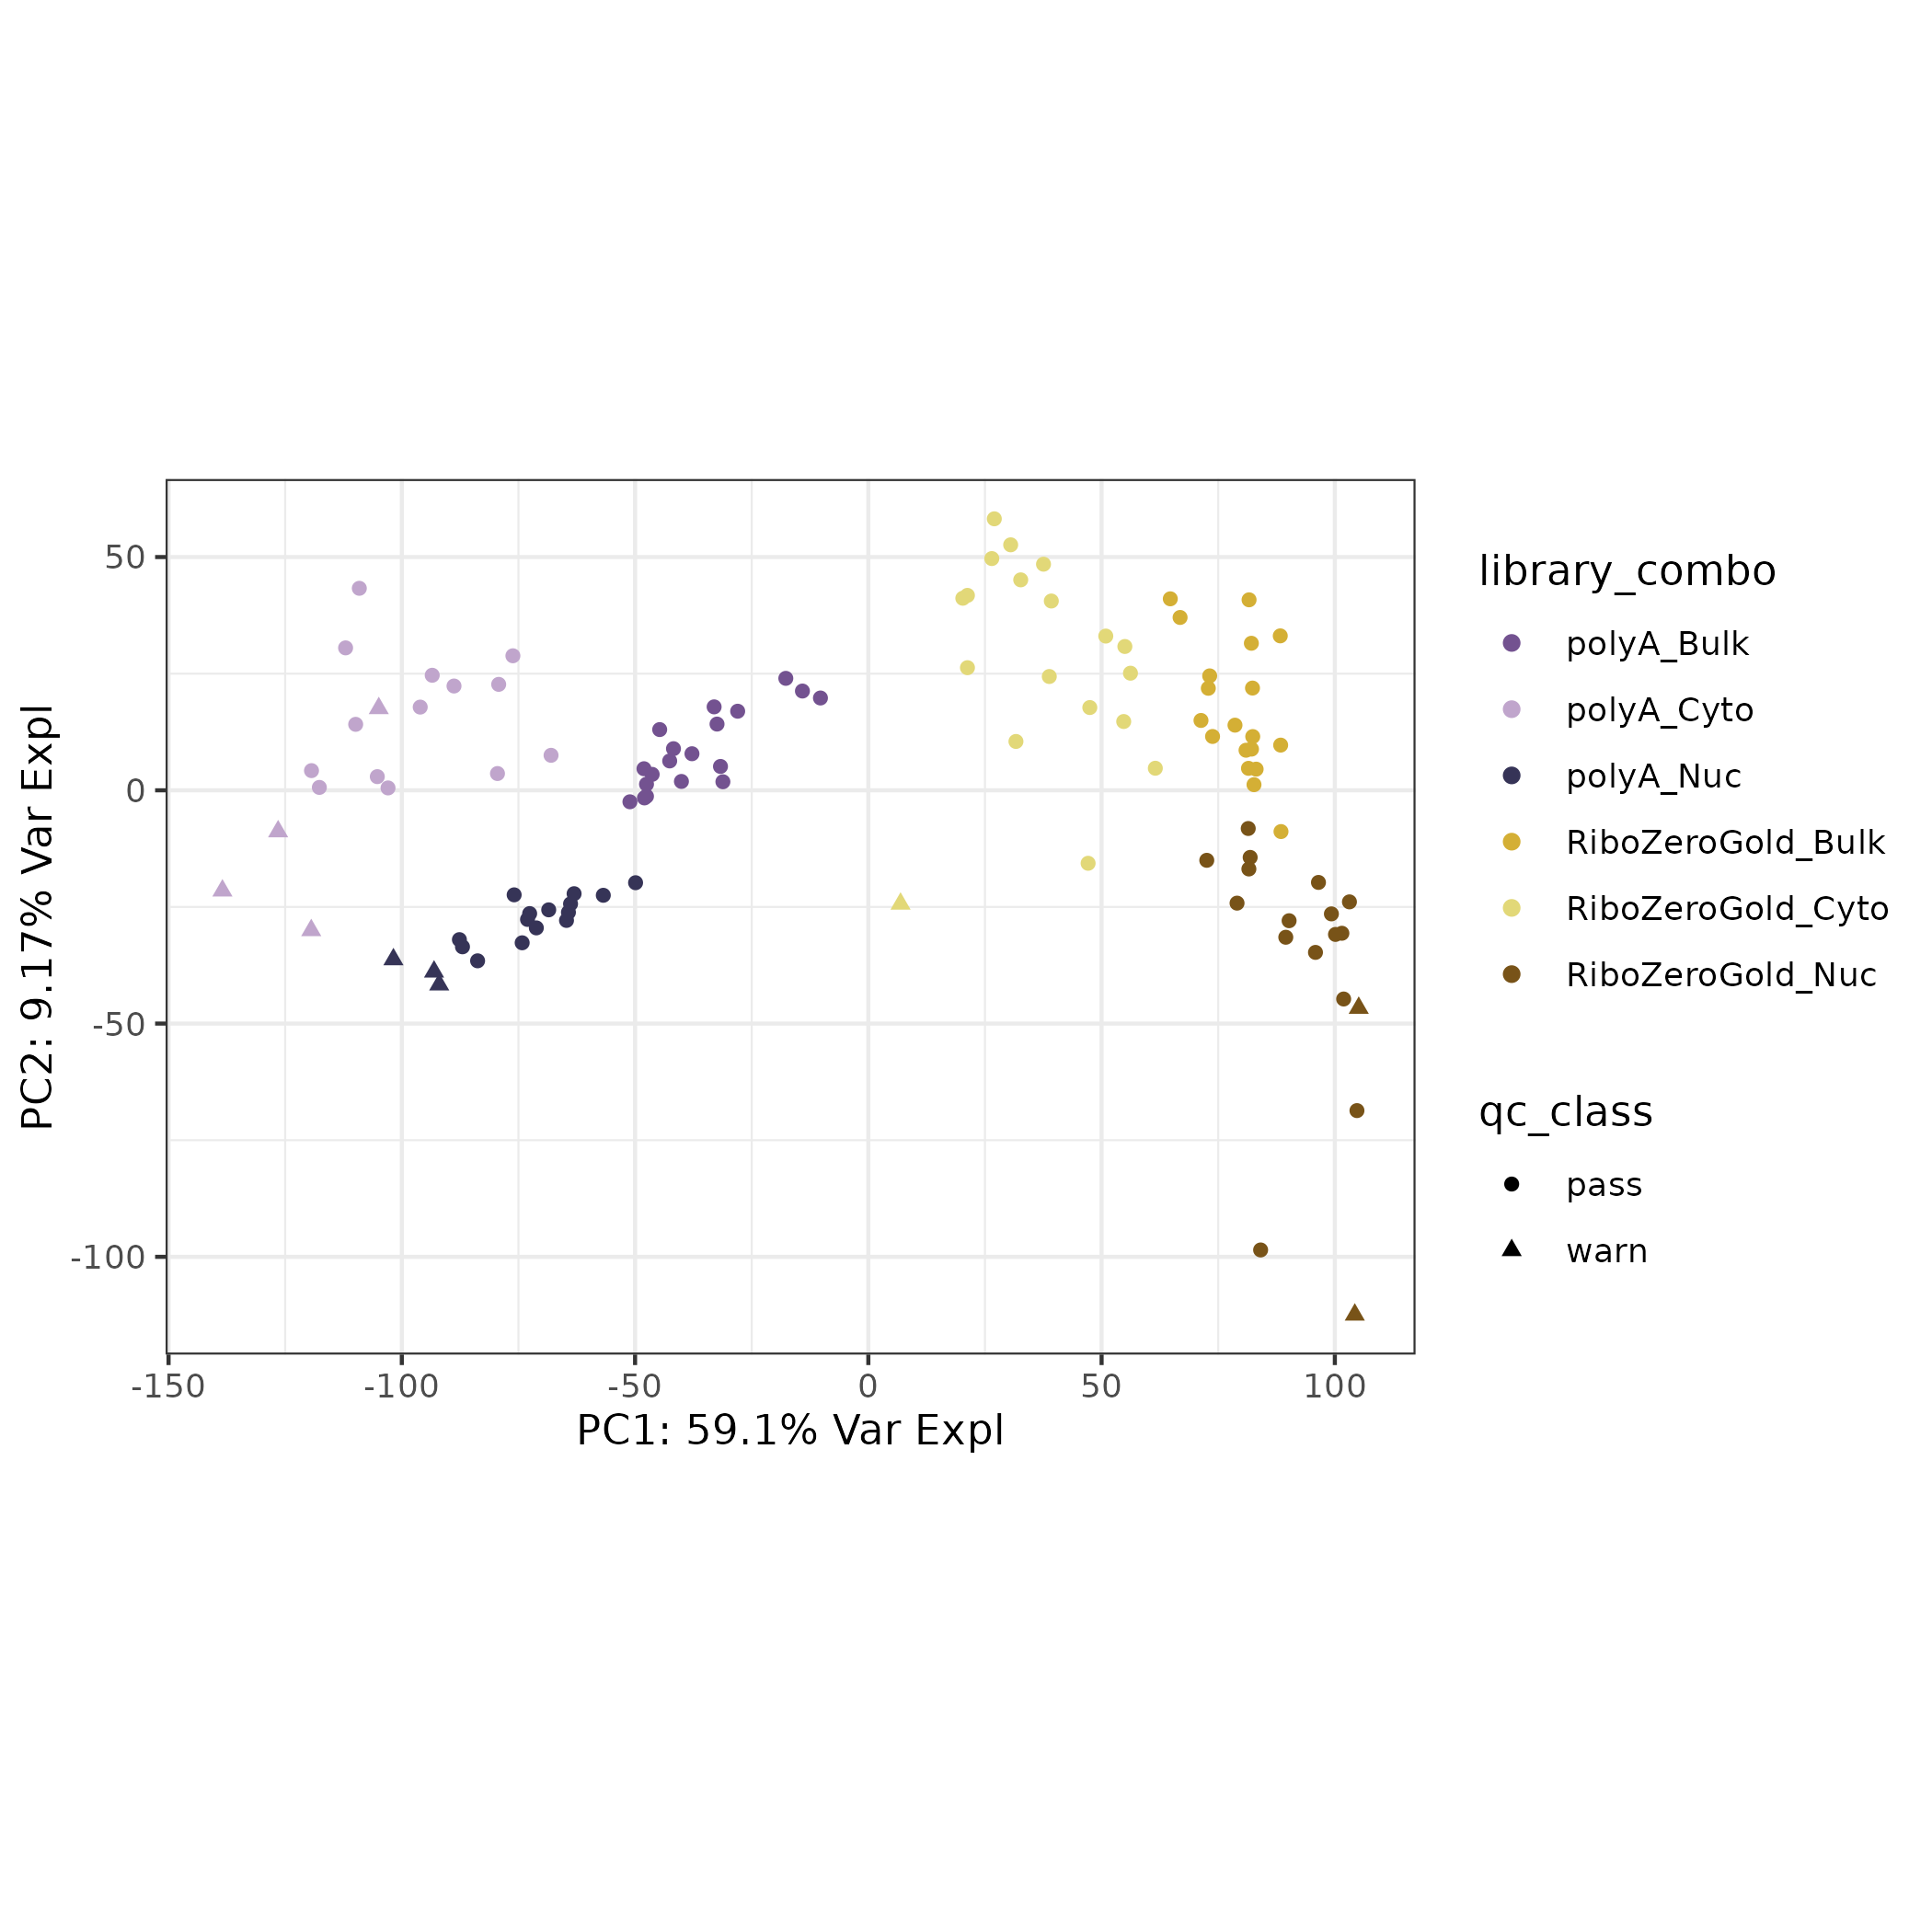 50
0
-50
-100
-150
-100
-50
0
50
100
PC1: 59.1% Var Expl
PC2: 9.17% Var Expl
library_combo
polyA_Bulk
polyA_Cyto
polyA_Nuc
RiboZeroGold_Bulk
RiboZeroGold_Cyto
RiboZeroGold_Nuc
qc_class
pass
warn